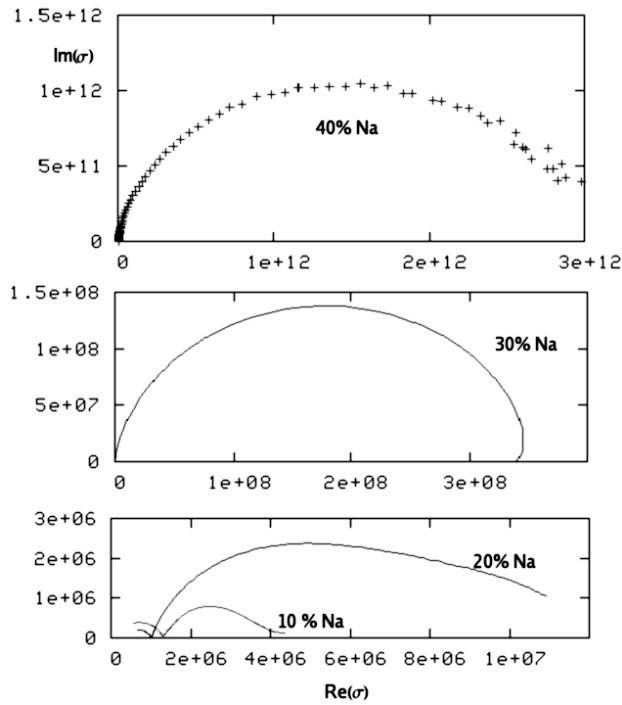 1.5e+12
Im(σ)
1e+12
40% Na
5e+11
0
0 1e+12 2e+12 3e+12
1.5e+08
30% Na
1e+08
5e+07
0
0 1e+08 2e+08 3e+08
3e+06
2e+06
20% Na
1e+06
10 % Na
0
0 2e+06 4e+06 6e+06 8e+06 1e+07
Re(σ)